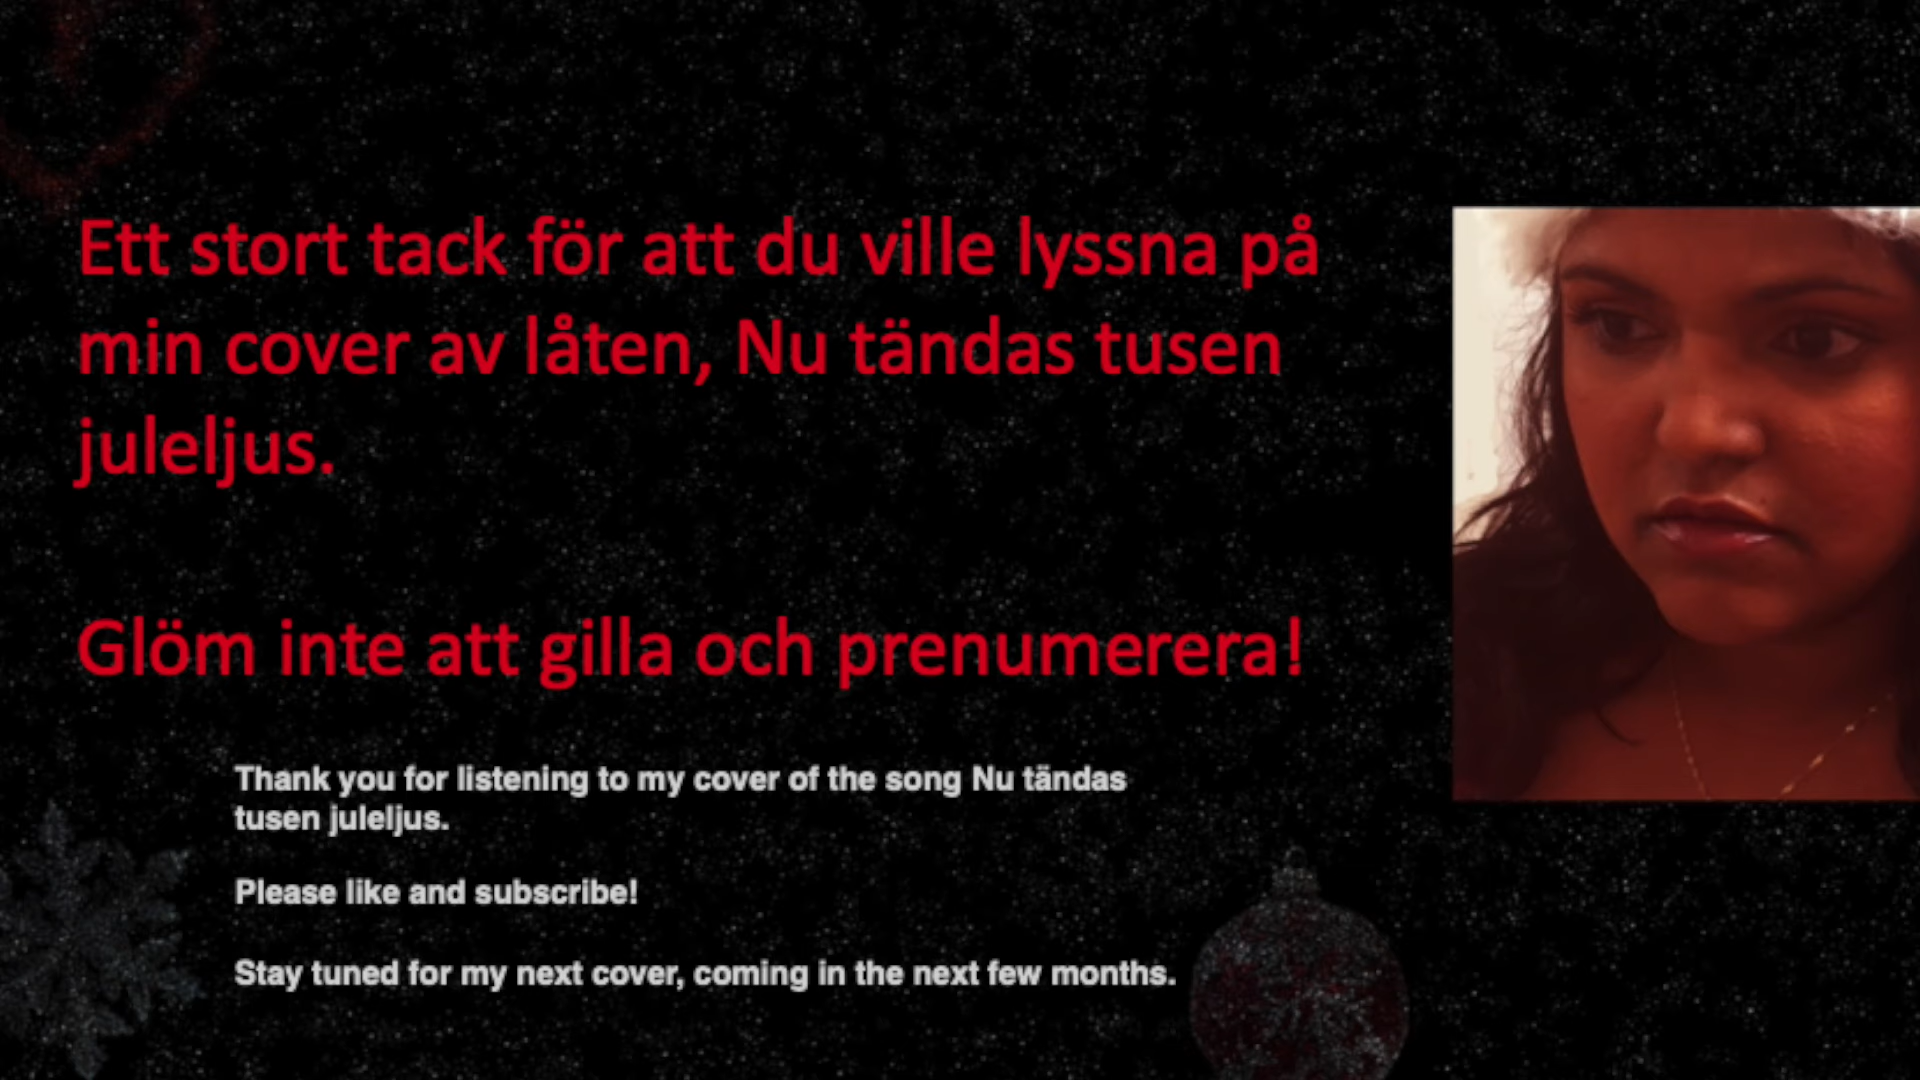 Ett stort tack för att du ville lyssna på
min cover av låten, Nu tändas tusen
juleljus.
Glöm inte att gilla och prenumerera!
Thank you for listening to my cover of the song Nu tändas
tusen juleljus.
Please like and subscribe!
Stay tuned for my next cover, coming in the next few months.